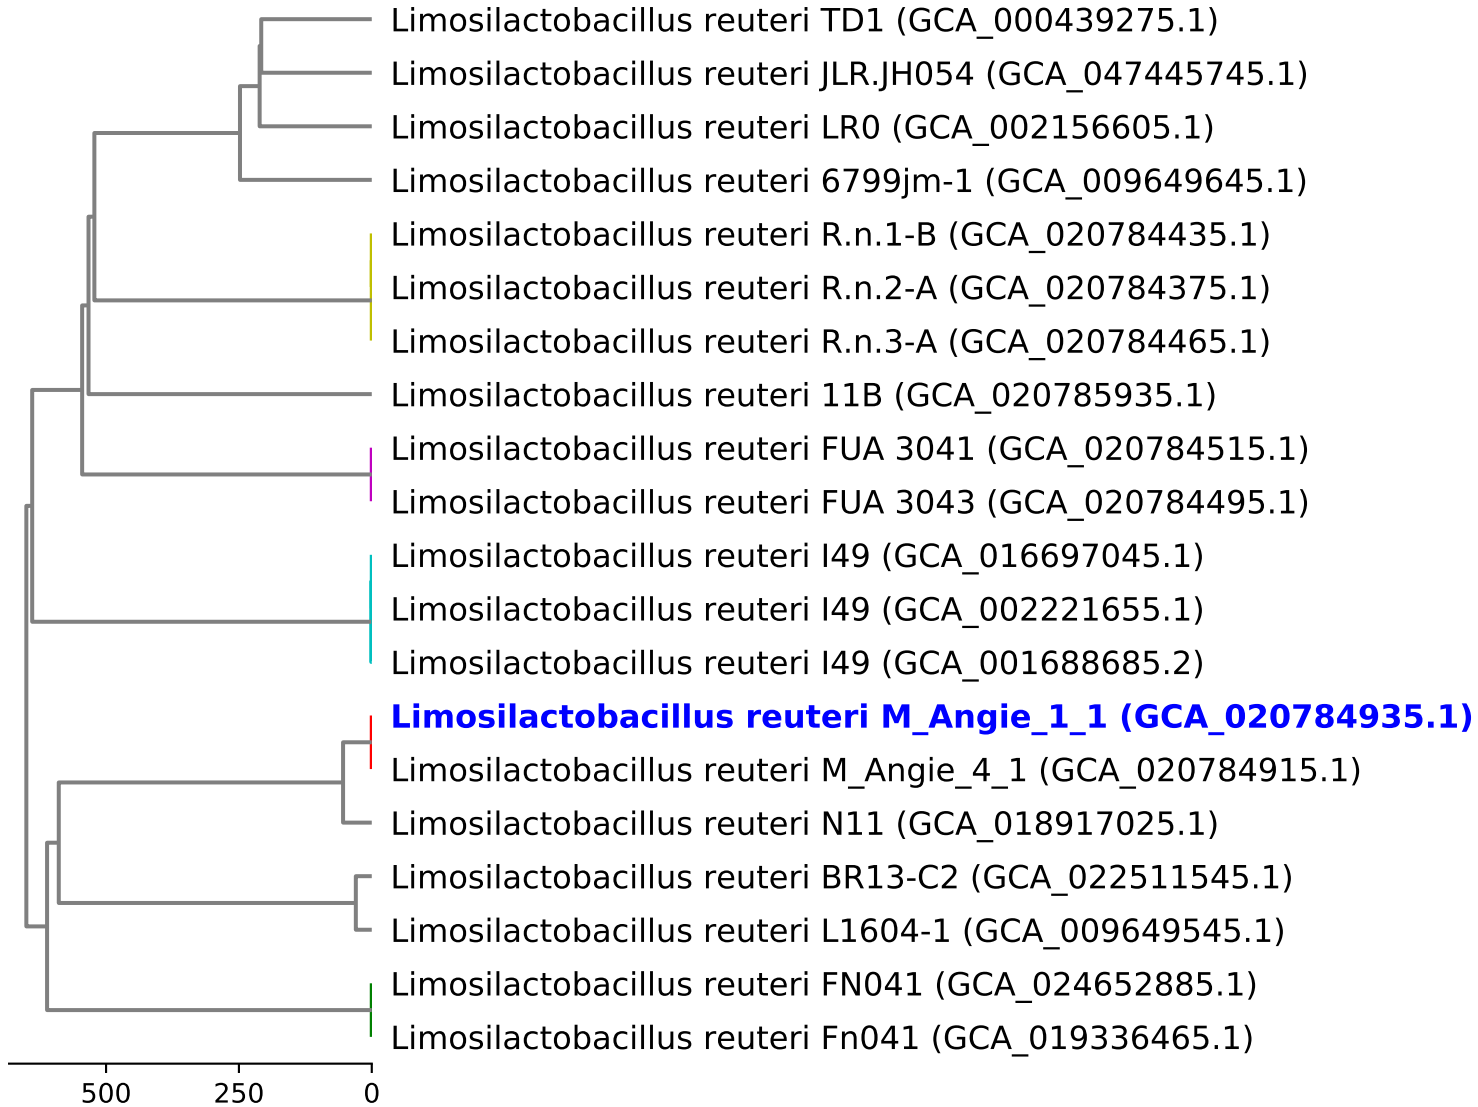 Limosilactobacillus reuteri TD1 (GCA_000439275.1)
Limosilactobacillus reuteri JLR.JH054 (GCA_047445745.1)
Limosilactobacillus reuteri LR0 (GCA_002156605.1)
Limosilactobacillus reuteri 6799jm-1 (GCA_009649645.1)
Limosilactobacillus reuteri R.n.1-B (GCA_020784435.1)
Limosilactobacillus reuteri R.n.2-A (GCA_020784375.1)
Limosilactobacillus reuteri R.n.3-A (GCA_020784465.1)
Limosilactobacillus reuteri 11B (GCA_020785935.1)
Limosilactobacillus reuteri FUA 3041 (GCA_020784515.1)
Limosilactobacillus reuteri FUA 3043 (GCA_020784495.1)
Limosilactobacillus reuteri I49 (GCA_016697045.1)
Limosilactobacillus reuteri I49 (GCA_002221655.1)
Limosilactobacillus reuteri I49 (GCA_001688685.2)
Limosilactobacillus reuteri M_Angie_1_1 (GCA_020784935.1)
Limosilactobacillus reuteri M_Angie_4_1 (GCA_020784915.1)
Limosilactobacillus reuteri N11 (GCA_018917025.1)
Limosilactobacillus reuteri BR13-C2 (GCA_022511545.1)
Limosilactobacillus reuteri L1604-1 (GCA_009649545.1)
Limosilactobacillus reuteri FN041 (GCA_024652885.1)
Limosilactobacillus reuteri Fn041 (GCA_019336465.1)
500 250 0